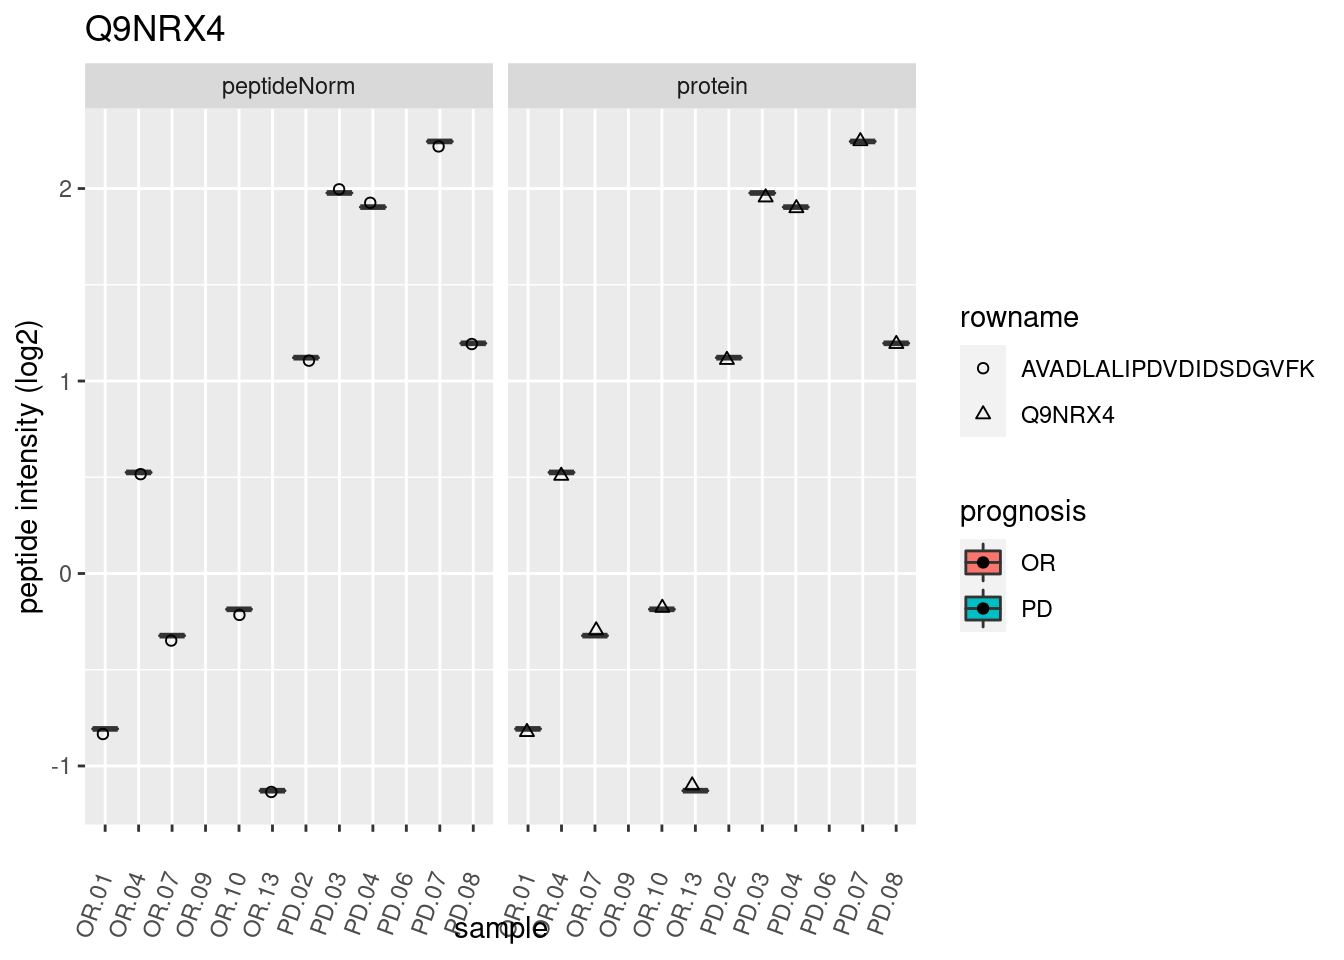 Q9NRX4
peptideNorm
protein
peptide intensity (log2)
2
1
0
-1
OR.01
OR.04
OR.07
OR.09
OR.10
OR.13
PD.02
PD.03
PD.04
PD.06
PD.07
PD.08
OR.01
OR.04
OR.07
OR.09
OR.10
OR.13
PD.02
PD.03
PD.04
PD.06
PD.07
PD.08
sample
rowname
AVADLALIPDVDIDSDGVFK
Q9NRX4
prognosis
OR
PD